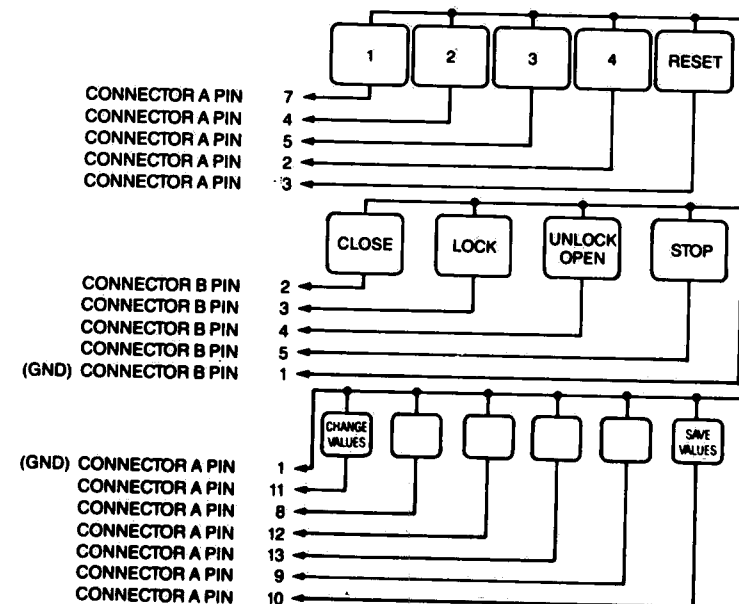 1 2 3 4 RESET
CONNECTOR A PIN 7
CONNECTOR A PIN 4
CONNECTOR A PIN 5
CONNECTOR A PIN 2
CONNECTOR A PIN 3
CLOSE LOCK UNLOCK OPEN STOP
CONNECTOR B PIN 2
CONNECTOR B PIN 3
CONNECTOR B PIN 4
CONNECTOR B PIN 5
(GND) CONNECTOR B PIN 1
CHANGE VALUES SAVE VALUES
(GND) CONNECTOR A PIN 1
CONNECTOR A PIN 11
CONNECTOR A PIN 8
CONNECTOR A PIN 12
CONNECTOR A PIN 13
CONNECTOR A PIN 9
CONNECTOR A PIN 10